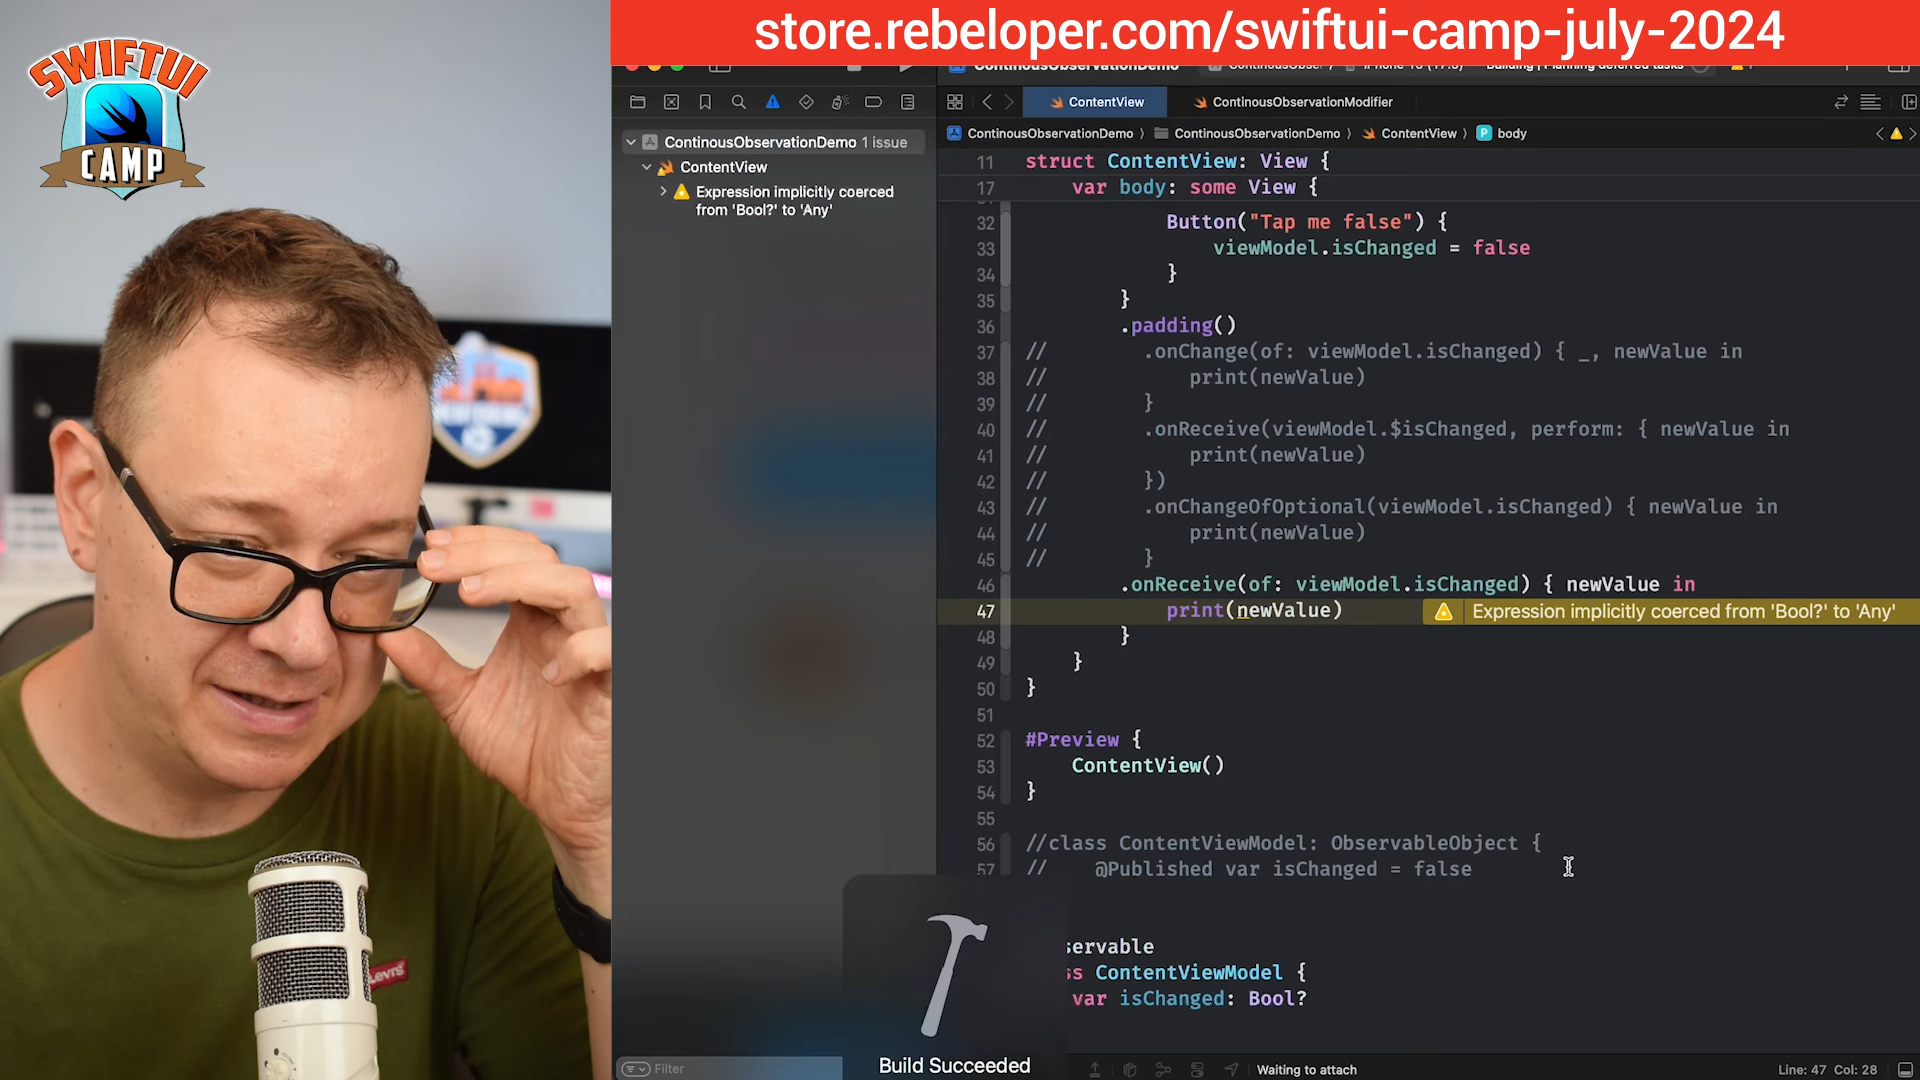 store.rebeloper.com/swiftui-camp-july-2024
SWIFTUI
CAMP
ContinousObservationDemo 1 issue
ContentView
Expression implicitly coerced
from 'Bool?' to 'Any'
Filter
ContentView
ContinousObservationModifier
ContinousObservationDemo
ContinousObservationDemo
ContentView
body
11 struct ContentView: View {
17 var body: some View {
32 Button("Tap me false") {
33 viewModel.isChanged = false
34 }
35 }
36 .padding()
37 // .onChange(of: viewModel.isChanged) { _, newValue in
38 // print(newValue)
39 // }
40 // .onReceive(viewModel.$isChanged, perform: { newValue in
41 // print(newValue)
42 // })
43 // .onChangeOfOptional(viewModel.isChanged) { newValue in
44 // print(newValue)
45 // }
46 .onReceive(of: viewModel.isChanged) { newValue in
47 print(newValue) Expression implicitly coerced from 'Bool?' to 'Any'
48 }
49 }
50 }
51
52 #Preview {
53 ContentView()
54 }
55
56 //class ContentViewModel: ObservableObject {
57 // @Published var isChanged = false
servable
ss ContentViewModel {
var isChanged: Bool?
Build Succeeded
Waiting to attach
Line: 47 Col: 28
Levi's